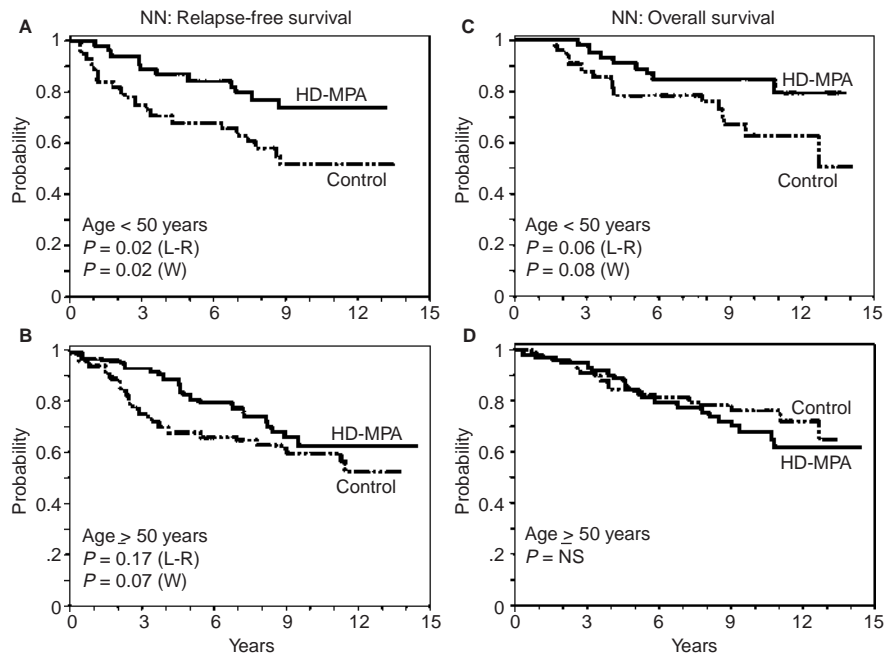 A
NN: Relapse-free survival
1
0.8
0.6
0.4
0.2
0
Probability
HD-MPA
Control
Age < 50 years
P = 0.02 (L-R)
P = 0.02 (W)
0 3 6 9 12 15
C
NN: Overall survival
1
0.8
0.6
0.4
0.2
0
Probability
HD-MPA
Control
Age < 50 years
P = 0.06 (L-R)
P = 0.08 (W)
0 3 6 9 12 15
B
1
0.8
0.6
0.4
.2
0
Probability
HD-MPA
Control
Age ≥ 50 years
P = 0.17 (L-R)
P = 0.07 (W)
0 3 6 9 12 15
Years
D
1
0.8
0.6
0.4
.2
0
Probability
Control
HD-MPA
Age ≥ 50 years
P = NS
0 3 6 9 12 15
Years